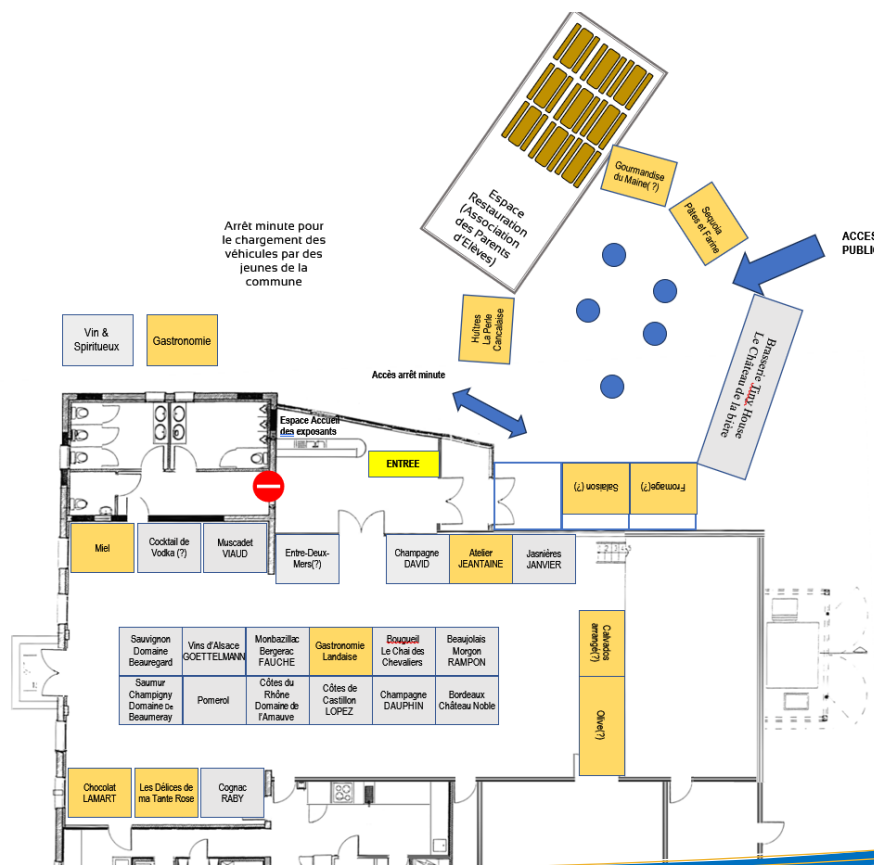 Espace
Restauration
(Association
des Parents
d'Elèves)
Gourmandise
du Maine( ?)
Sequoia
Pâtes et Farine
ACCES
PUBLIC
Arrêt minute pour
le chargement des
véhicules par des
jeunes de la
commune
Huîtres
La Perle
Cancalaise
Brasserie Tiny House
Le Château de la bière
Vin &
Spiritueux
Gastronomie
Accès arrêt minute
Espace Accueil
des exposants
ENTREE
Salaison (?)
Fromage(?)
Miel
Cocktail de
Vodka (?)
Muscadet
VIAUD
Entre-Deux-
Mers(?)
Champagne
DAVID
Atelier
JEANTAINE
Jasnières
JANVIER
Sauvignon
Domaine
Beauregard
Vins d'Alsace
GOETTELMANN
Monbazillac
Bergerac
FAUCHE
Gastronomie
Landaise
Bougueil
Le Chai des
Chevaliers
Beaujolais
Morgon
RAMPON
Calvados
arrangé(?)
Saumur
Champigny
Domaine De
Beaumeray
Pomerol
Côtes du
Rhône
Domaine de
l'Amauve
Côtes de
Castillon
LOPEZ
Champagne
DAUPHIN
Bordeaux
Château Noble
Olive(?)
Chocolat
LAMART
Les Délices de
ma Tante Rose
Cognac
RABY